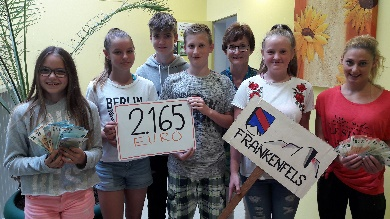 BERLIN
2.165
EURO
FRANKENFELS